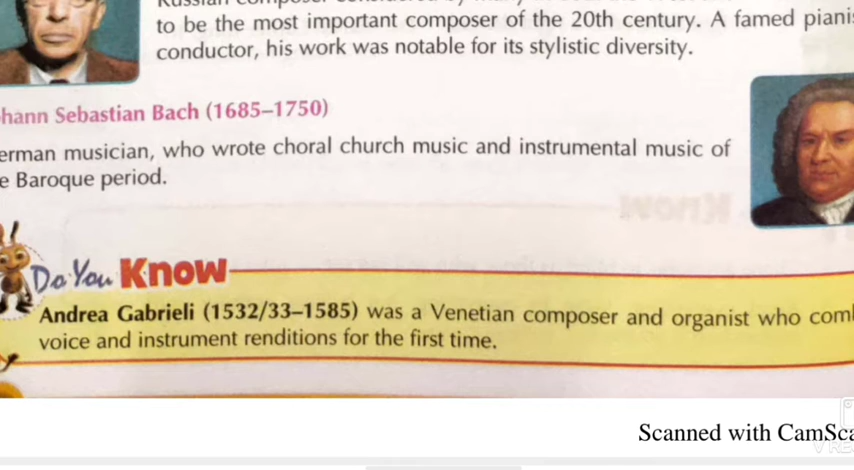 to be the most important composer of the 20th century. A famed
conductor, his work was notable for its stylistic diversity.
hann Sebastian Bach (1685–1750)
erman musician, who wrote choral church music and instrumental music of
e Baroque period.
Do You Know
Andrea Gabrieli (1532/33–1585) was a Venetian composer and organist who
voice and instrument renditions for the first time.
Scanned with